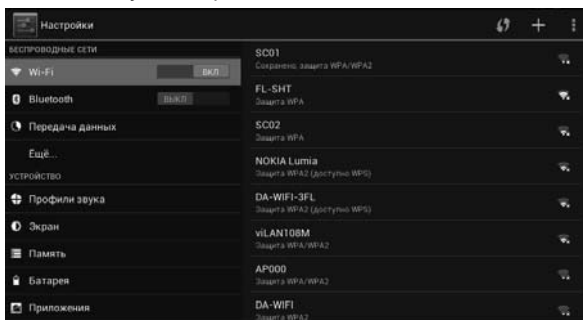 Настройки
БЕСПРОВОДНЫЕ СЕТИ
Wi-Fi
ВКЛ
Bluetooth
ВЫКЛ
Передача данных
Ещё...
УСТРОЙСТВО
Профили звука
Экран
Память
Батарея
Приложения
SC01
Сохранено, защита WPA/WPA2
FL-SHT
Защита WPA
SC02
Защита WPA
NOKIA Lumia
Защита WPA2 (доступно WPS)
DA-WIFI-3FL
Защита WPA2 (доступно WPS)
viLAN108M
Защита WPA/WPA2
AP000
Защита WPA/WPA2
DA-WIFI
Защита WPA2